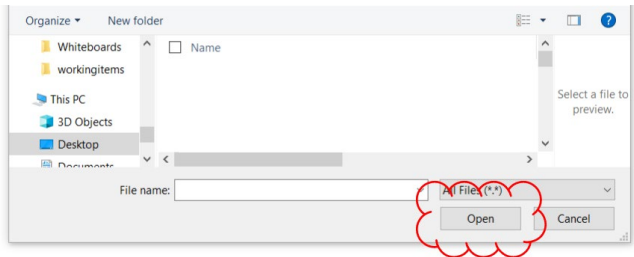 Organize New folder ?
Whiteboards Name
workingitems
Select a file to
This PC
preview.
3D Objects
Desktop
Documents
File name: All Files (*.*)
Open Cancel